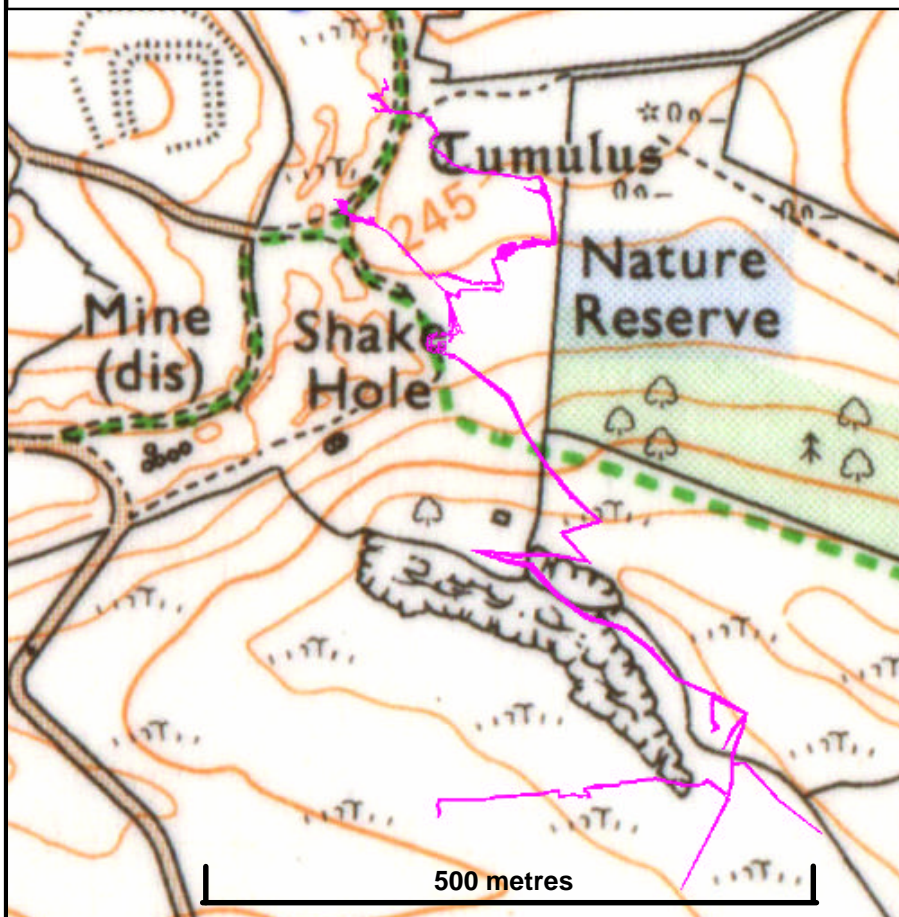 Tumulus
245
Nature
Reserve
Mine
(dis)
Shake
Hole
500 metres